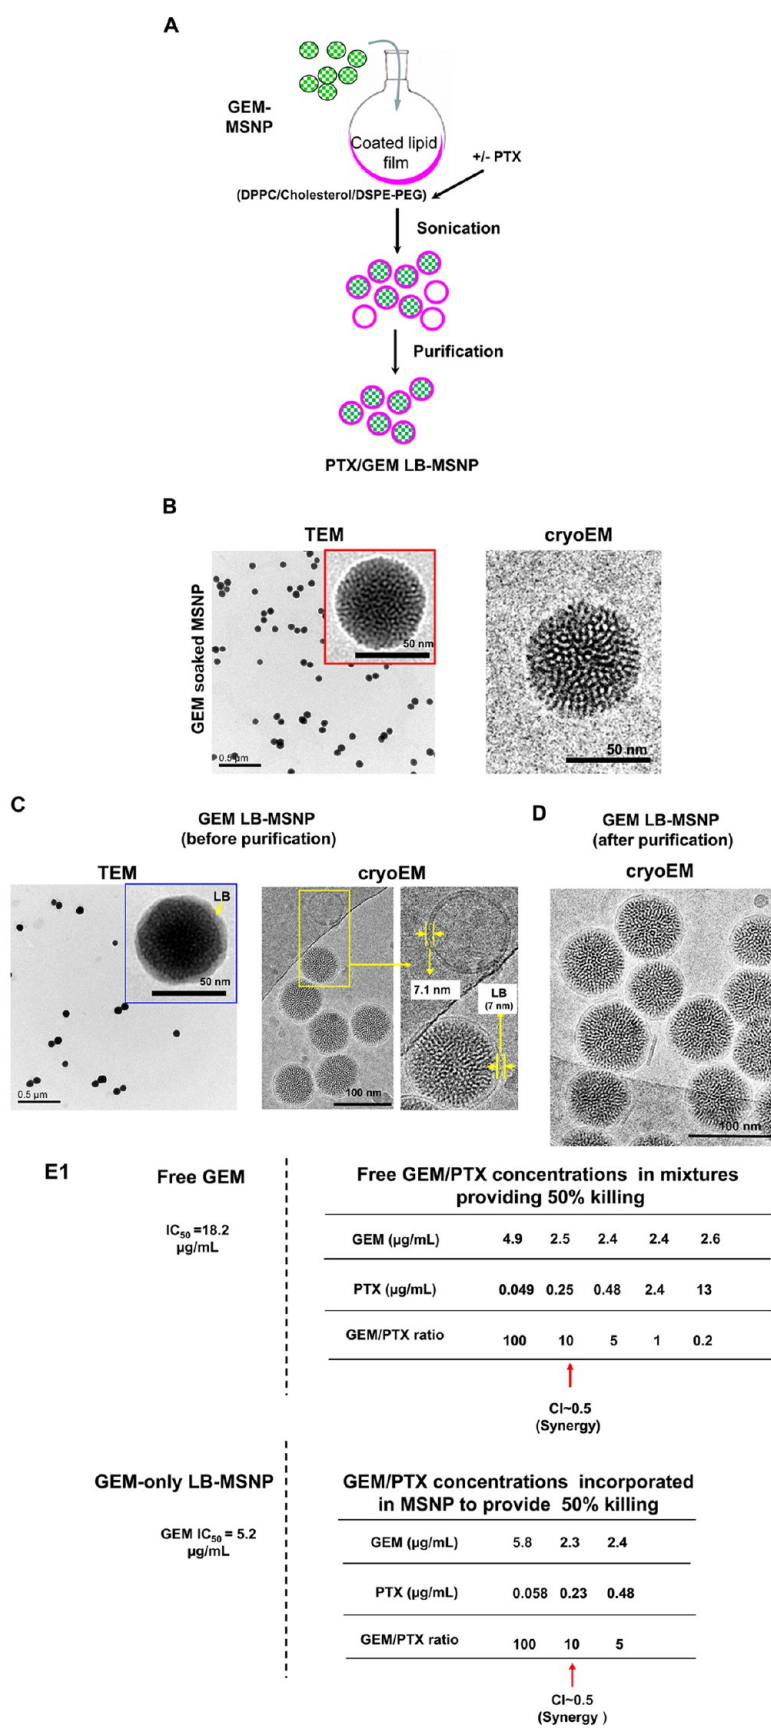 A
GEM-
MSNP
Coated lipid
film
+/- PTX
(DPPC/Cholesterol/DSPE-PEG)
Sonication
Purification
PTX/GEM LB-MSNP
B
TEM
cryoEM
GEM soaked MSNP
50 nm
0.5 µm
50 nm
C
GEM LB-MSNP
(before purification)
TEM
cryoEM
LB
50 nm
0.5 µm
7.1 nm
LB
(7 nm)
100 nm
D
GEM LB-MSNP
(after purification)
cryoEM
100 nm
E1
Free GEM
IC50 =18.2
µg/mL
Free GEM/PTX concentrations in mixtures
providing 50% killing
GEM (µg/mL) 4.9 2.5 2.4 2.4 2.6
PTX (µg/mL) 0.049 0.25 0.48 2.4 13
GEM/PTX ratio 100 10 5 1 0.2
CI~0.5
(Synergy)
GEM-only LB-MSNP
GEM IC50 = 5.2
µg/mL
GEM/PTX concentrations incorporated
in MSNP to provide 50% killing
GEM (µg/mL) 5.8 2.3 2.4
PTX (µg/mL) 0.058 0.23 0.48
GEM/PTX ratio 100 10 5
CI~0.5
(Synergy )